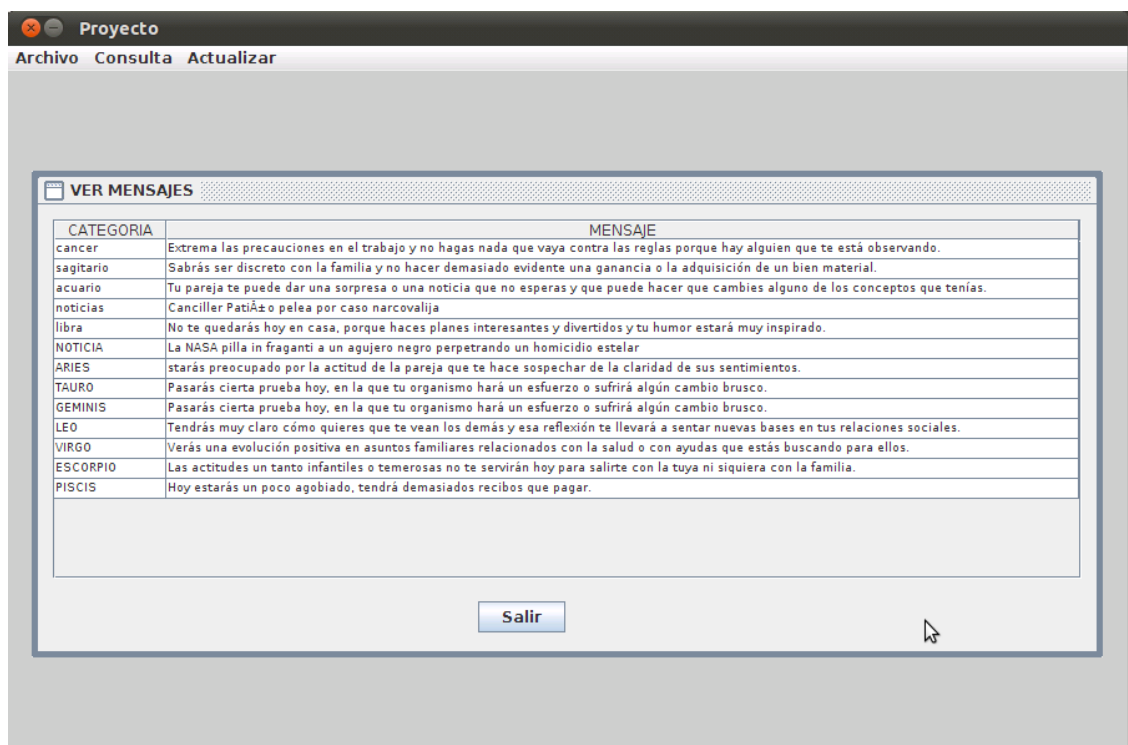 Proyecto
Archivo Consulta Actualizar
VER MENSAJES
CATEGORIA MENSAJE
cancer Extrema las precauciones en el trabajo y no hagas nada que vaya contra las reglas porque hay alguien que te está observando.
sagitario Sabrás ser discreto con la familia y no hacer demasiado evidente una ganancia o la adquisición de un bien material.
acuario Tu pareja te puede dar una sorpresa o una noticia que no esperas y que puede hacer que cambies alguno de los conceptos que tenías.
noticias Canciller PatiÃ±o pelea por caso narcovalija
libra No te quedarás hoy en casa, porque haces planes interesantes y divertidos y tu humor estará muy inspirado.
NOTICIA La NASA pilla in fraganti a un agujero negro perpetrando un homicidio estelar
ARIES starás preocupado por la actitud de la pareja que te hace sospechar de la claridad de sus sentimientos.
TAURO Pasarás cierta prueba hoy, en la que tu organismo hará un esfuerzo o sufrirá algún cambio brusco.
GEMINIS Pasarás cierta prueba hoy, en la que tu organismo hará un esfuerzo o sufrirá algún cambio brusco.
LEO Tendrás muy claro cómo quieres que te vean los demás y esa reflexión te llevará a sentar nuevas bases en tus relaciones sociales.
VIRGO Verás una evolución positiva en asuntos familiares relacionados con la salud o con ayudas que estás buscando para ellos.
ESCORPIO Las actitudes un tanto infantiles o temerosas no te servirán hoy para salirte con la tuya ni siquiera con la familia.
PISCIS Hoy estarás un poco agobiado, tendrá demasiados recibos que pagar.
Salir